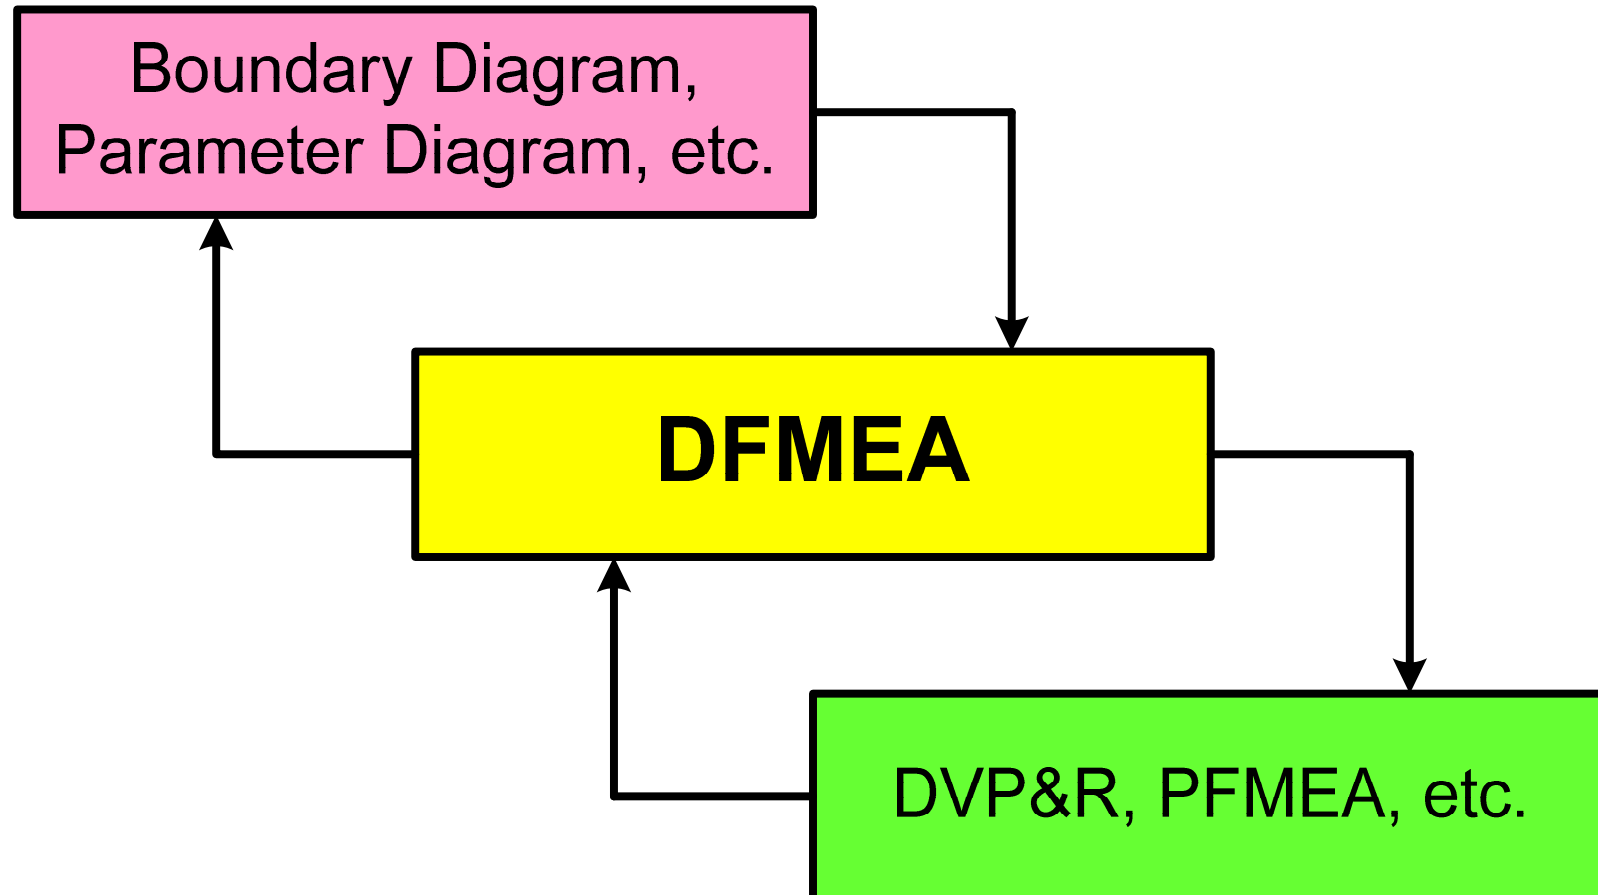 Boundary Diagram,
Parameter Diagram, etc.
DFMEA
DVP&R, PFMEA, etc.